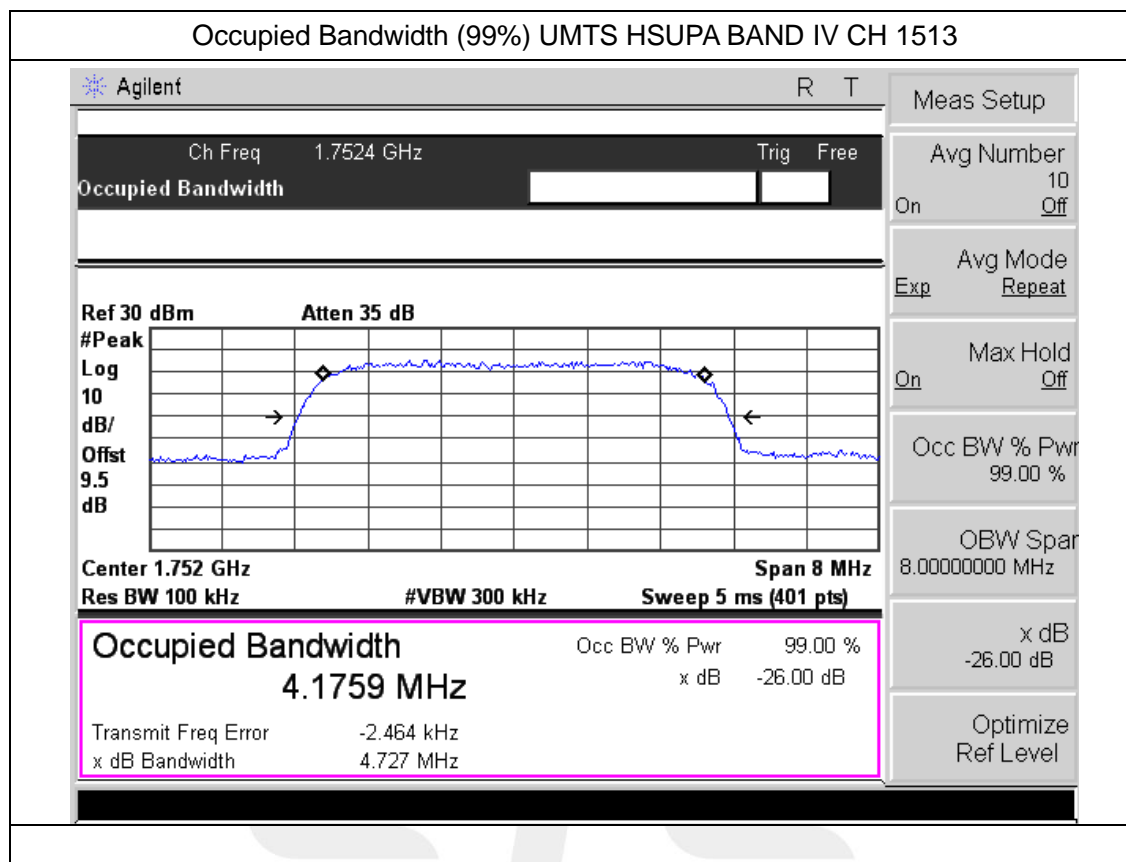 Occupied Bandwidth (99%) UMTS HSUPA BAND IV CH 1513
Agilent R T
Ch Freq 1.7524 GHz Trig Free
Occupied Bandwidth
Ref 30 dBm Atten 35 dB
#Peak
Log
10
dB/
Offst
9.5
dB
Center 1.752 GHz Span 8 MHz
Res BW 100 kHz #VBW 300 kHz Sweep 5 ms (401 pts)
Occupied Bandwidth Occ BW % Pwr 99.00 %
4.1759 MHz x dB -26.00 dB
Transmit Freq Error -2.464 kHz
x dB Bandwidth 4.727 MHz
Meas Setup
Avg Number
10
On Off
Avg Mode
Exp Repeat
Max Hold
On Off
Occ BW % Pwr
99.00 %
OBW Span
8.00000000 MHz
x dB
-26.00 dB
Optimize
Ref Level